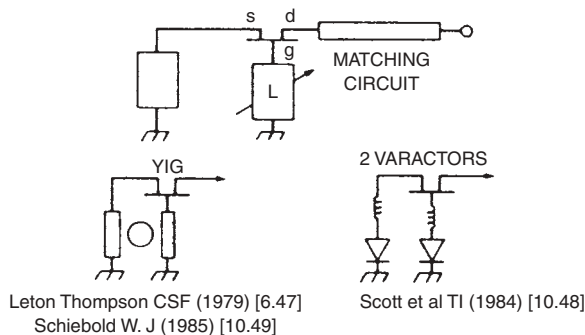 s d
g
L
MATCHING
CIRCUIT
YIG
2 VARACTORS
Leton Thompson CSF (1979) [6.47]
Schiebold W. J (1985) [10.49]
Scott et al TI (1984) [10.48]